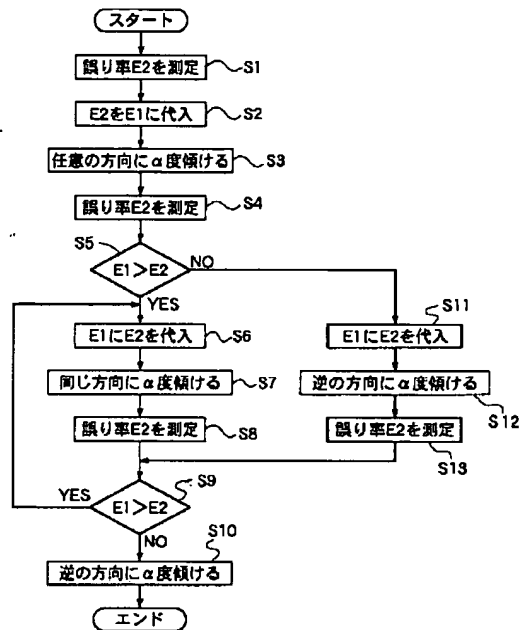 スタート
誤り率E2を測定
S1
E2をE1に代入
S2
任意の方向にα度傾ける
S3
誤り率E2を測定
S4
S5
E1>E2
NO
YES
E1にE2を代入
S6
同じ方向にα度傾ける
S7
誤り率E2を測定
S8
S11
E1にE2を代入
逆の方向にα度傾ける
S12
誤り率E2を測定
S13
S9
YES
E1>E2
NO
S10
逆の方向にα度傾ける
エンド